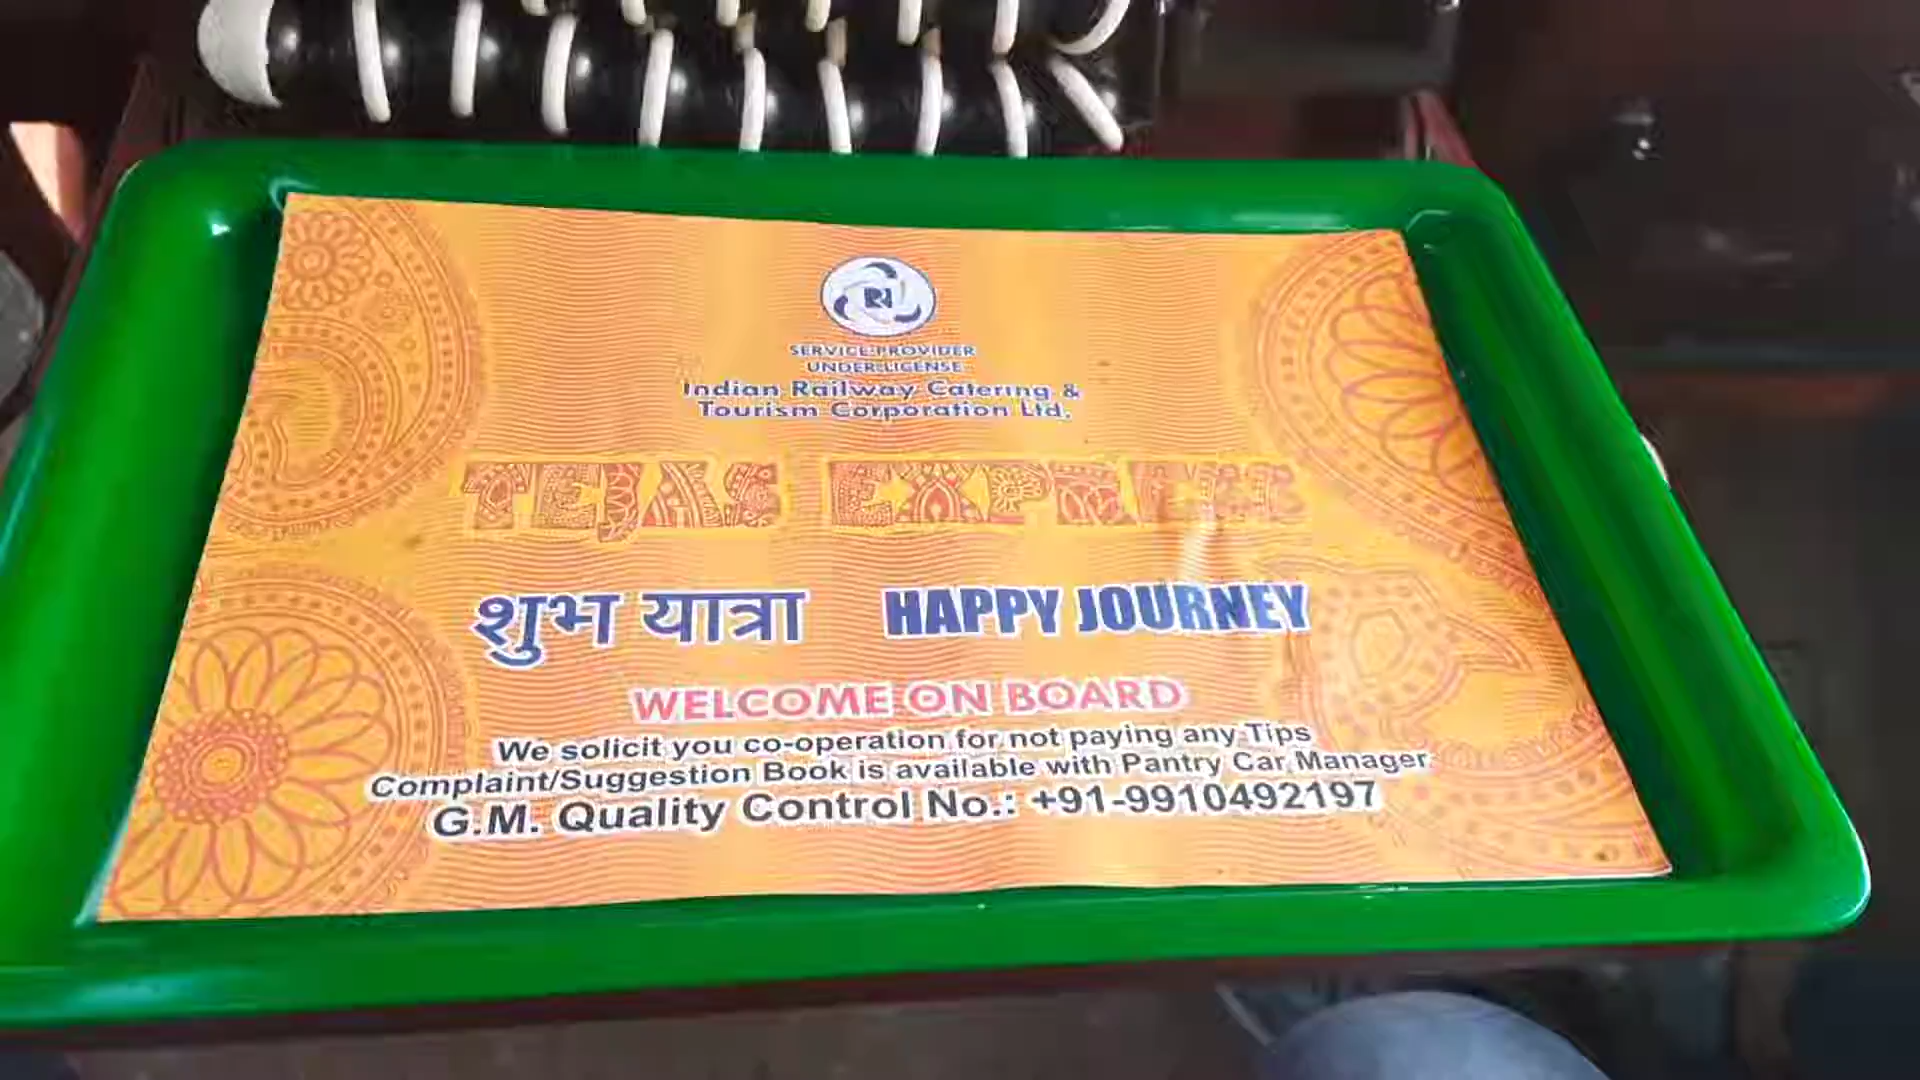 SERVICE PROVIDER
UNDER LICENSE
Indian Railway Catering &
Tourism Corporation Ltd.
TEJAS EXPRESS
शुभ यात्रा HAPPY JOURNEY
WELCOME ON BOARD
We solicit you co-operation for not paying any Tips
Complaint/Suggestion Book is available with Pantry Car Manager
G.M. Quality Control No.: +91-9910492197